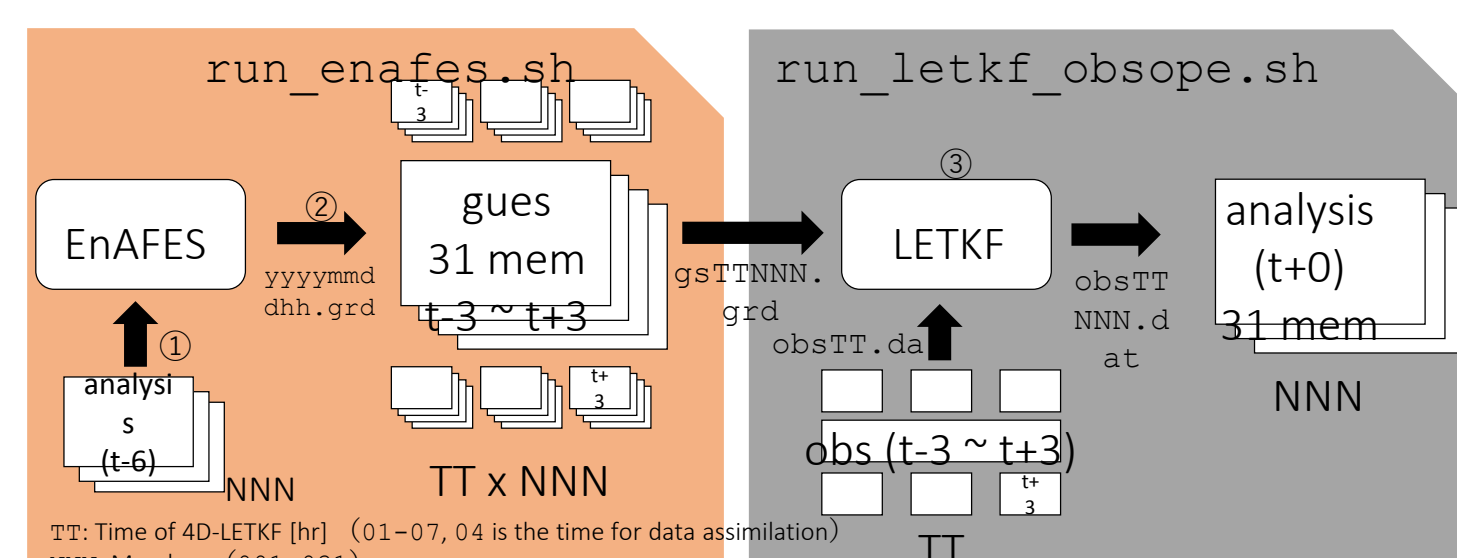 run_enafes.sh
t-
3
EnAFES
②
yyyymmd
dhh.grd
①
analysi
s
(t-6)
NNN
gues
31 mem
t-3 ~ t+3
t+
3
TT x NNN
gsTTNNN.
grd
run_letkf_obsope.sh
③
LETKF
obsTT.da
obs (t-3 ~ t+3)
t+
3
TT
obsTT
NNN.d
at
analysis
(t+0)
31 mem
NNN
TT: Time of 4D-LETKF [hr] （01-07, 04 is the time for data assimilation）